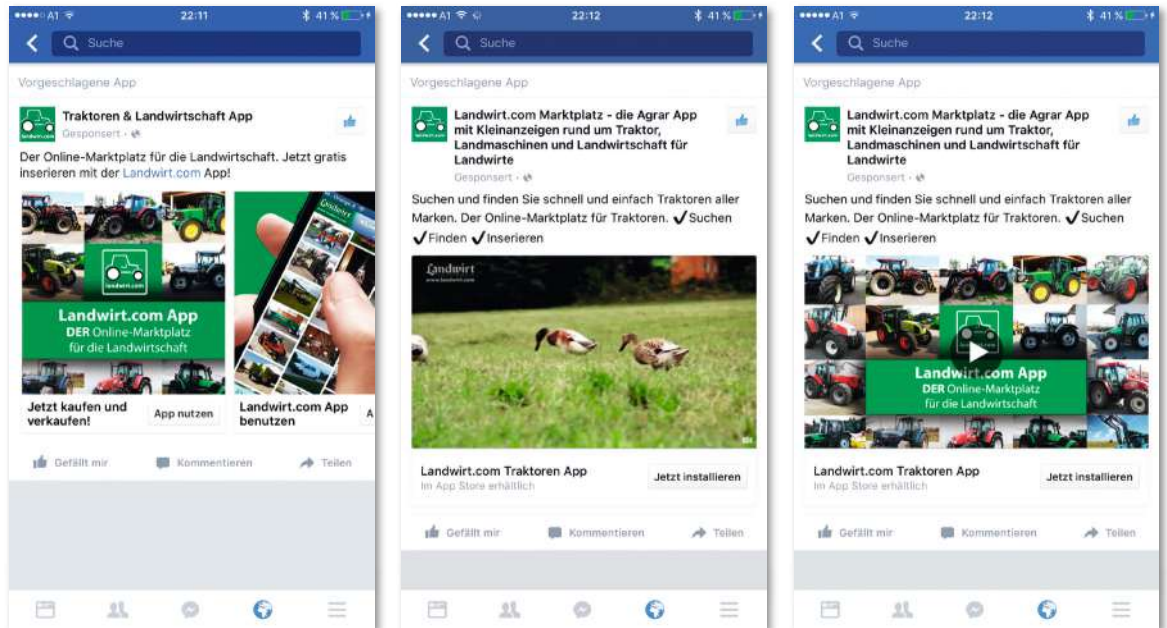 A1 22:11 41 %
Suche
Vorgeschlagene App
Traktoren & Landwirtschaft App
Gesponsert ·
Der Online-Marktplatz für die Landwirtschaft. Jetzt gratis
inserieren mit der Landwirt.com App!
landwirt.com
Landwirt.com App
DER Online-Marktplatz
für die Landwirtschaft
Landwirt
Jetzt kaufen und
verkaufen!
App nutzen
Landwirt.com App
benutzen
A
Gefällt mir Kommentieren Teilen
A1 22:12 41 %
Suche
Vorgeschlagene App
Landwirt.com Marktplatz - die Agrar App
mit Kleinanzeigen rund um Traktor,
Landmaschinen und Landwirtschaft für
Landwirte
Gesponsert ·
Suchen und finden Sie schnell und einfach Traktoren aller
Marken. Der Online-Marktplatz für Traktoren. ✓Suchen
✓Finden ✓Inserieren
Landwirt
www.landwirt.com
Landwirt.com Traktoren App
Im App Store erhältlich
Jetzt installieren
Gefällt mir Kommentieren Teilen
A1 22:12 41 %
Suche
Vorgeschlagene App
Landwirt.com Marktplatz - die Agrar App
mit Kleinanzeigen rund um Traktor,
Landmaschinen und Landwirtschaft für
Landwirte
Gesponsert ·
Suchen und finden Sie schnell und einfach Traktoren aller
Marken. Der Online-Marktplatz für Traktoren. ✓Suchen
✓Finden ✓Inserieren
landwirt.com
Landwirt.com App
DER Online-Marktplatz
für die Landwirtschaft
Landwirt.com Traktoren App
Im App Store erhältlich
Jetzt installieren
Gefällt mir Kommentieren Teilen